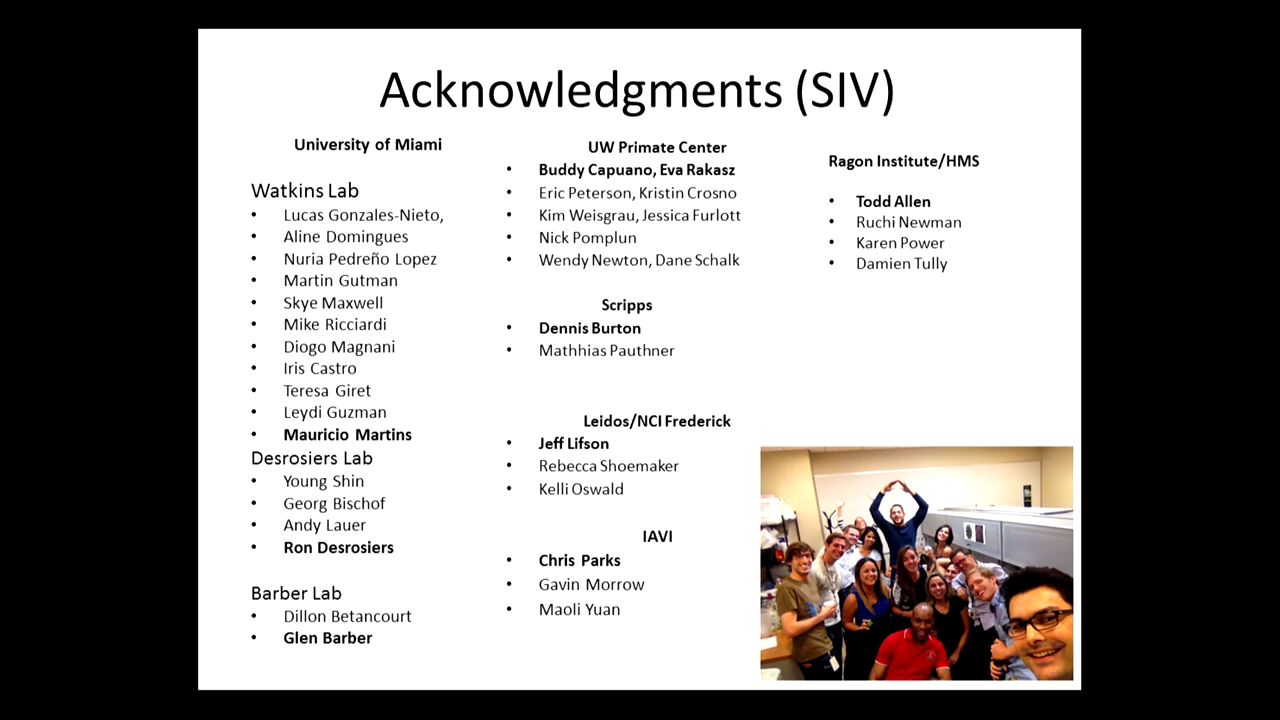 Acknowledgments (SIV)
University of Miami
Watkins Lab
• Lucas Gonzales-Nieto,
• Aline Domingues
• Nuria Pedreño Lopez
• Martin Gutman
• Skye Maxwell
• Mike Ricciardi
• Diogo Magnani
• Iris Castro
• Teresa Giret
• Leydi Guzman
• Mauricio Martins
Desrosiers Lab
• Young Shin
• Georg Bischof
• Andy Lauer
• Ron Desrosiers
Barber Lab
• Dillon Betancourt
• Glen Barber
UW Primate Center
• Buddy Capuano, Eva Rakasz
• Eric Peterson, Kristin Crosno
• Kim Weisgrau, Jessica Furlott
• Nick Pomplun
• Wendy Newton, Dane Schalk
Scripps
• Dennis Burton
• Mathhias Pauthner
Leidos/NCI Frederick
• Jeff Lifson
• Rebecca Shoemaker
• Kelli Oswald
IAVI
• Chris Parks
• Gavin Morrow
• Maoli Yuan
Ragon Institute/HMS
• Todd Allen
• Ruchi Newman
• Karen Power
• Damien Tully